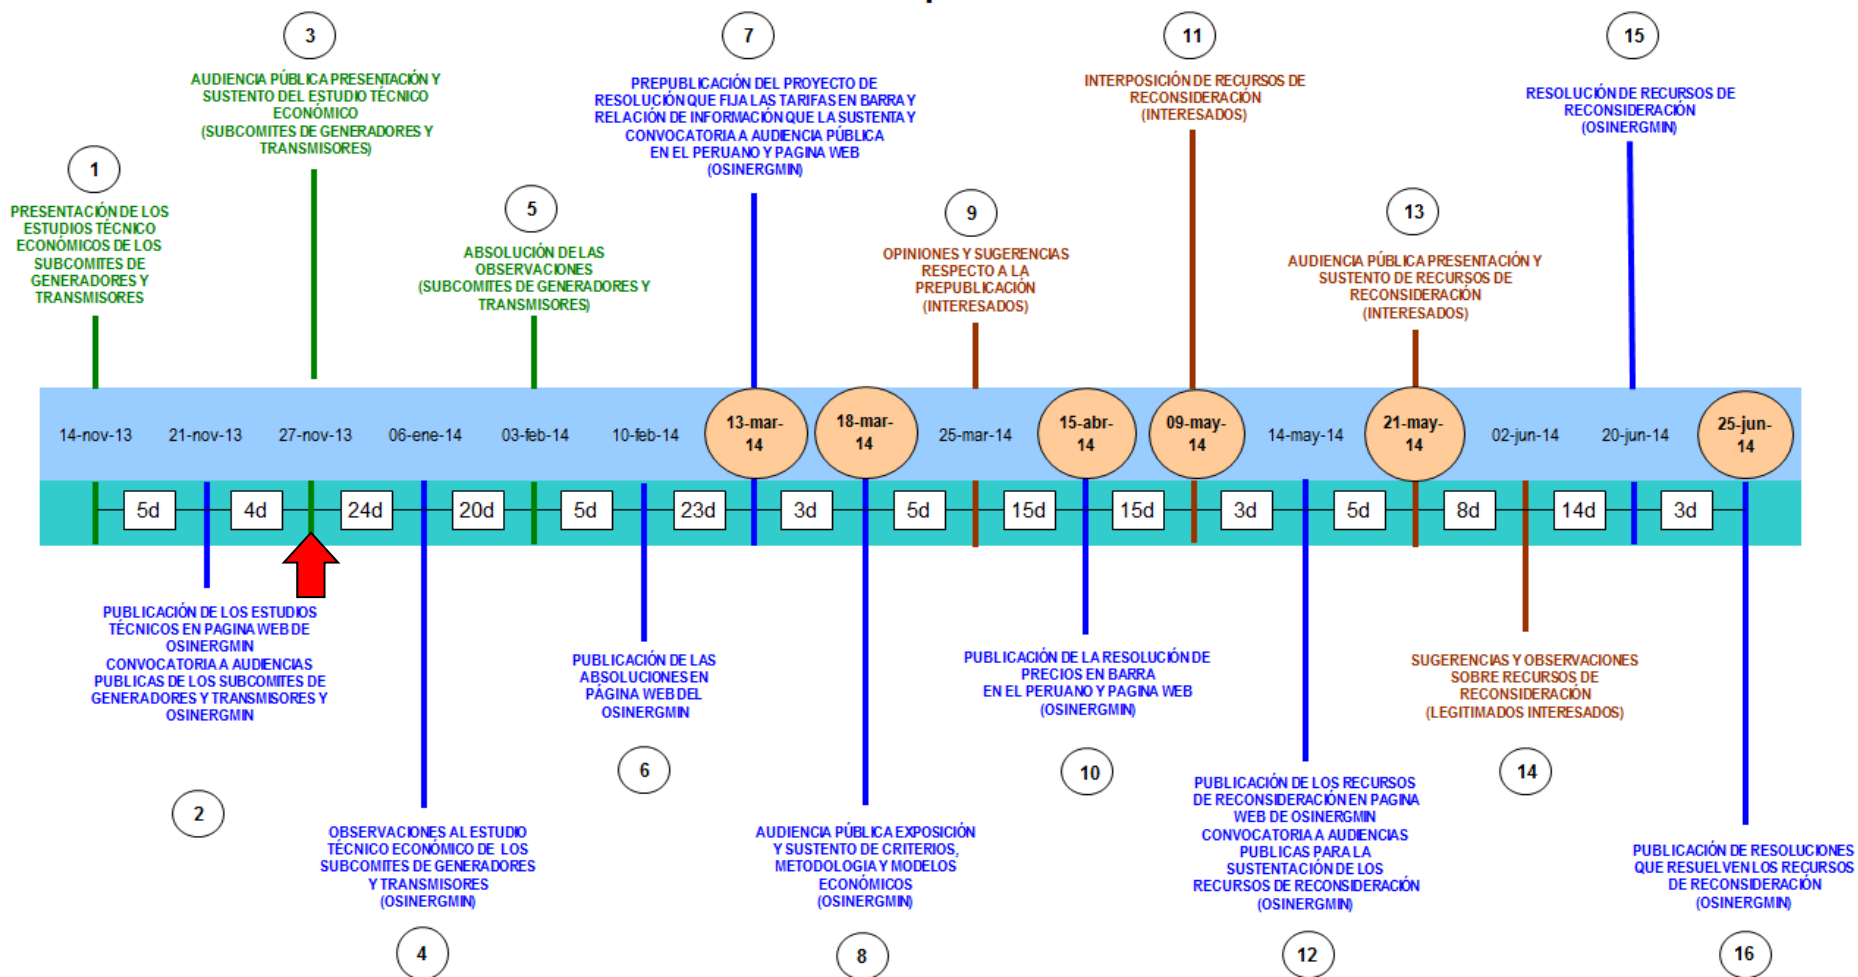 3
7
11
15
AUDIENCIA PÚBLICA PRESENTACIÓN Y
SUSTENTO DEL ESTUDIO TÉCNICO
ECONÓMICO
(SUBCOMITES DE GENERADORES Y
TRANSMISORES)
PREPUBLICACIÓN DEL PROYECTO DE
RESOLUCIÓN QUE FIJA LAS TARIFAS EN BARRA Y
RELACIÓN DE INFORMACIÓN QUE LA SUSTENTA Y
CONVOCATORIA A AUDIENCIA PÚBLICA
EN EL PERUANO Y PAGINA WEB
(OSINERGMIN)
INTERPOSICIÓN DE RECURSOS DE
RECONSIDERACIÓN
(INTERESADOS)
RESOLUCIÓN DE RECURSOS DE
RECONSIDERACIÓN
(OSINERGMIN)
1
PRESENTACIÓN DE LOS
ESTUDIOS TÉCNICO
ECONÓMICOS DE LOS
SUBCOMITES DE
GENERADORES Y
TRANSMISORES
5
ABSOLUCIÓN DE LAS
OBSERVACIONES
(SUBCOMITES DE GENERADORES Y
TRANSMISORES)
9
OPINIONES Y SUGERENCIAS
RESPECTO A LA
PREPUBLICACIÓN
(INTERESADOS)
13
AUDIENCIA PÚBLICA PRESENTACIÓN Y
SUSTENTO DE RECURSOS DE
RECONSIDERACIÓN
(INTERESADOS)
14-nov-13
21-nov-13
27-nov-13
06-ene-14
03-feb-14
10-feb-14
13-mar-
14
18-mar-
14
25-mar-14
15-abr-
14
09-may-
14
14-may-14
21-may-
14
02-jun-14
20-jun-14
25-jun-
14
5d
4d
24d
20d
5d
23d
3d
5d
15d
15d
3d
5d
8d
14d
3d
PUBLICACIÓN DE LOS ESTUDIOS
TÉCNICOS EN PAGINA WEB DE
OSINERGMIN
CONVOCATORIA A AUDIENCIAS
PUBLICAS DE LOS SUBCOMITES DE
GENERADORES Y TRANSMISORES Y
OSINERGMIN
2
OBSERVACIONES AL ESTUDIO
TÉCNICO ECONÓMICO DE LOS
SUBCOMITES DE GENERADORES
Y TRANSMISORES
(OSINERGMIN)
4
PUBLICACIÓN DE LAS
ABSOLUCIONES EN
PÁGINA WEB DEL
OSINERGMIN
6
AUDIENCIA PÚBLICA EXPOSICIÓN
Y SUSTENTO DE CRITERIOS,
METODOLOGIA Y MODELOS
ECONÓMICOS
(OSINERGMIN)
8
PUBLICACIÓN DE LA RESOLUCIÓN DE
PRECIOS EN BARRA
EN EL PERUANO Y PAGINA WEB
(OSINERGMIN)
10
PUBLICACIÓN DE LOS RECURSOS
DE RECONSIDERACIÓN EN PAGINA
WEB DE OSINERGMIN
CONVOCATORIA A AUDIENCIAS
PUBLICAS PARA LA
SUSTENTACIÓN DE LOS
RECURSOS DE RECONSIDERACIÓN
(OSINERGMIN)
12
SUGERENCIAS Y OBSERVACIONES
SOBRE RECURSOS DE
RECONSIDERACIÓN
(LEGITIMADOS INTERESADOS)
14
PUBLICACIÓN DE RESOLUCIONES
QUE RESUELVEN LOS RECURSOS
DE RECONSIDERACIÓN
(OSINERGMIN)
16